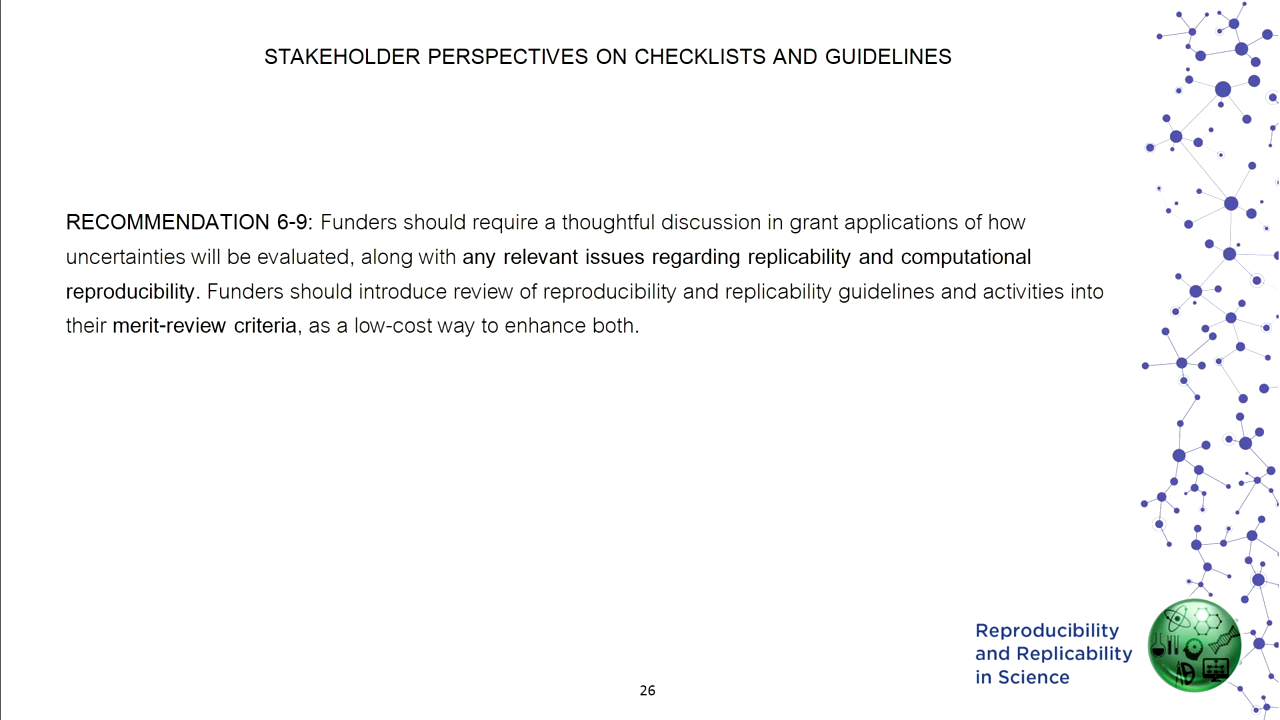 STAKEHOLDER PERSPECTIVES ON CHECKLISTS AND GUIDELINES
RECOMMENDATION 6-9: Funders should require a thoughtful discussion in grant applications of how
uncertainties will be evaluated, along with any relevant issues regarding replicability and computational
reproducibility. Funders should introduce review of reproducibility and replicability guidelines and activities into
their merit-review criteria, as a low-cost way to enhance both.
Reproducibility
and Replicability
in Science
26